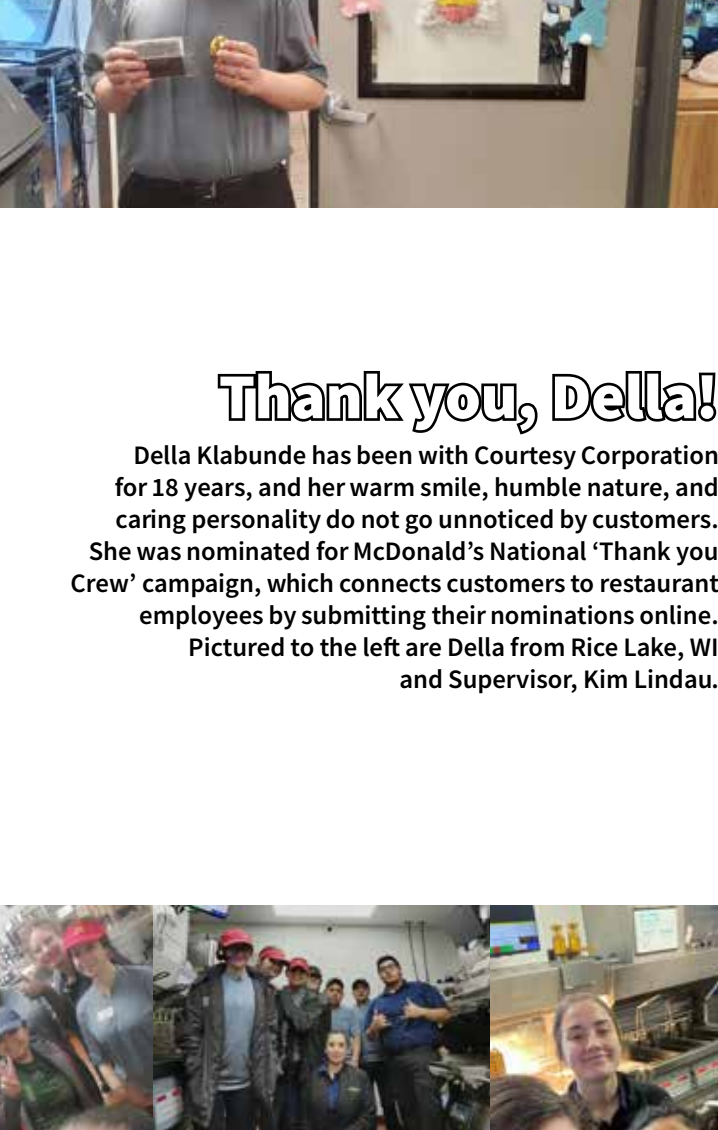 Thank you, Della!
Della Klabunde has been with Courtesy Corporation
for 18 years, and her warm smile, humble nature, and
caring personality do not go unnoticed by customers.
She was nominated for McDonald’s National ‘Thank you
Crew’ campaign, which connects customers to restaurant
employees by submitting their nominations online.
Pictured to the left are Della from Rice Lake, WI
and Supervisor, Kim Lindau.